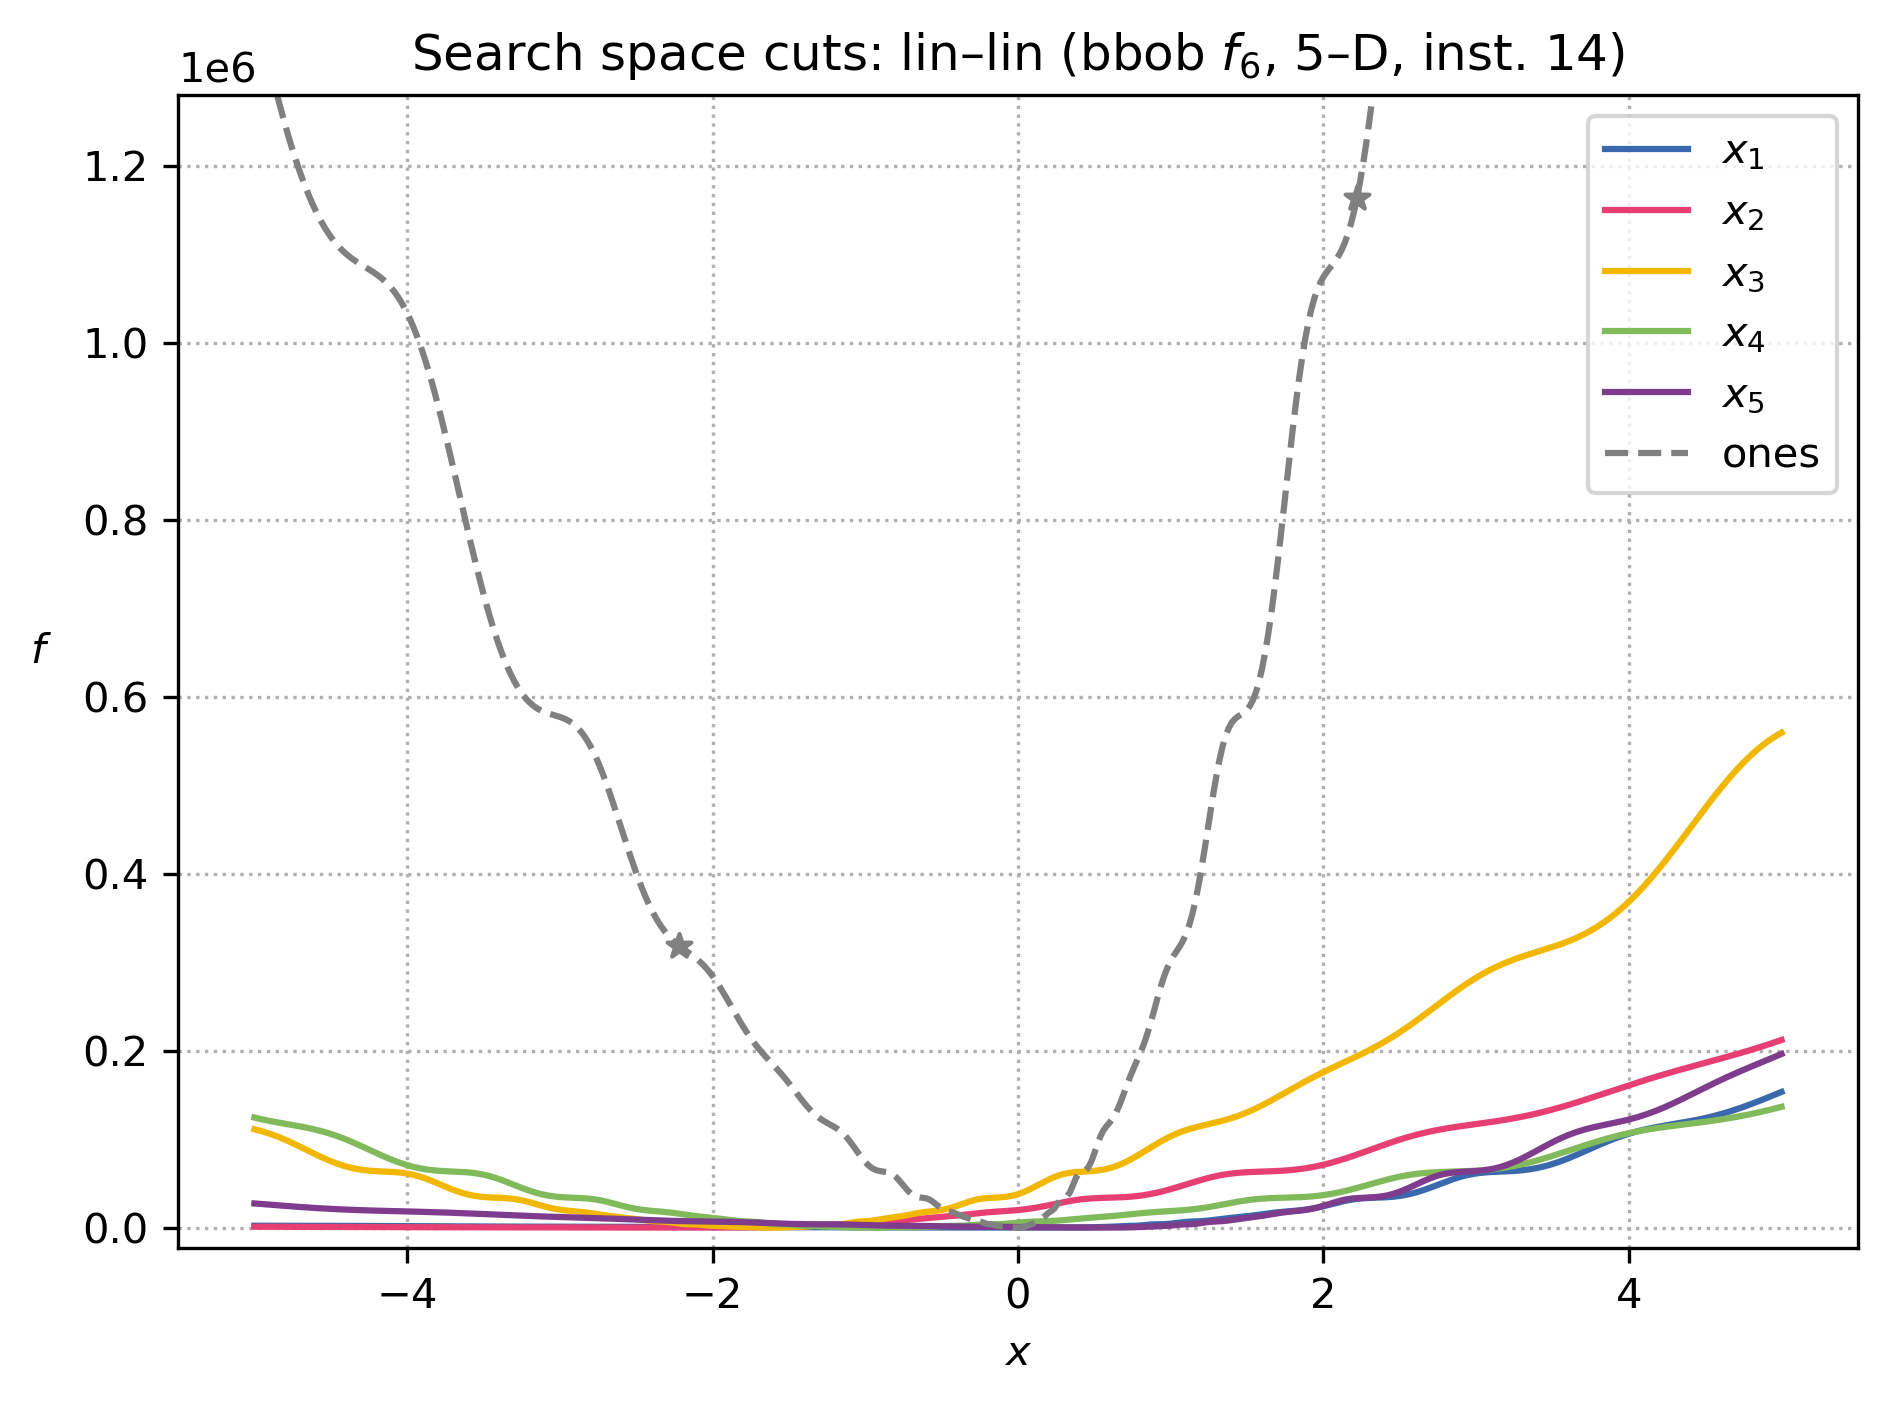 Search space cuts: lin–lin (bbob f₆, 5–D, inst. 14)
1e6
1.2
1.0
0.8
0.6
0.4
0.2
0.0
f
−4
−2
0
2
4
x
x₁
x₂
x₃
x₄
x₅
ones